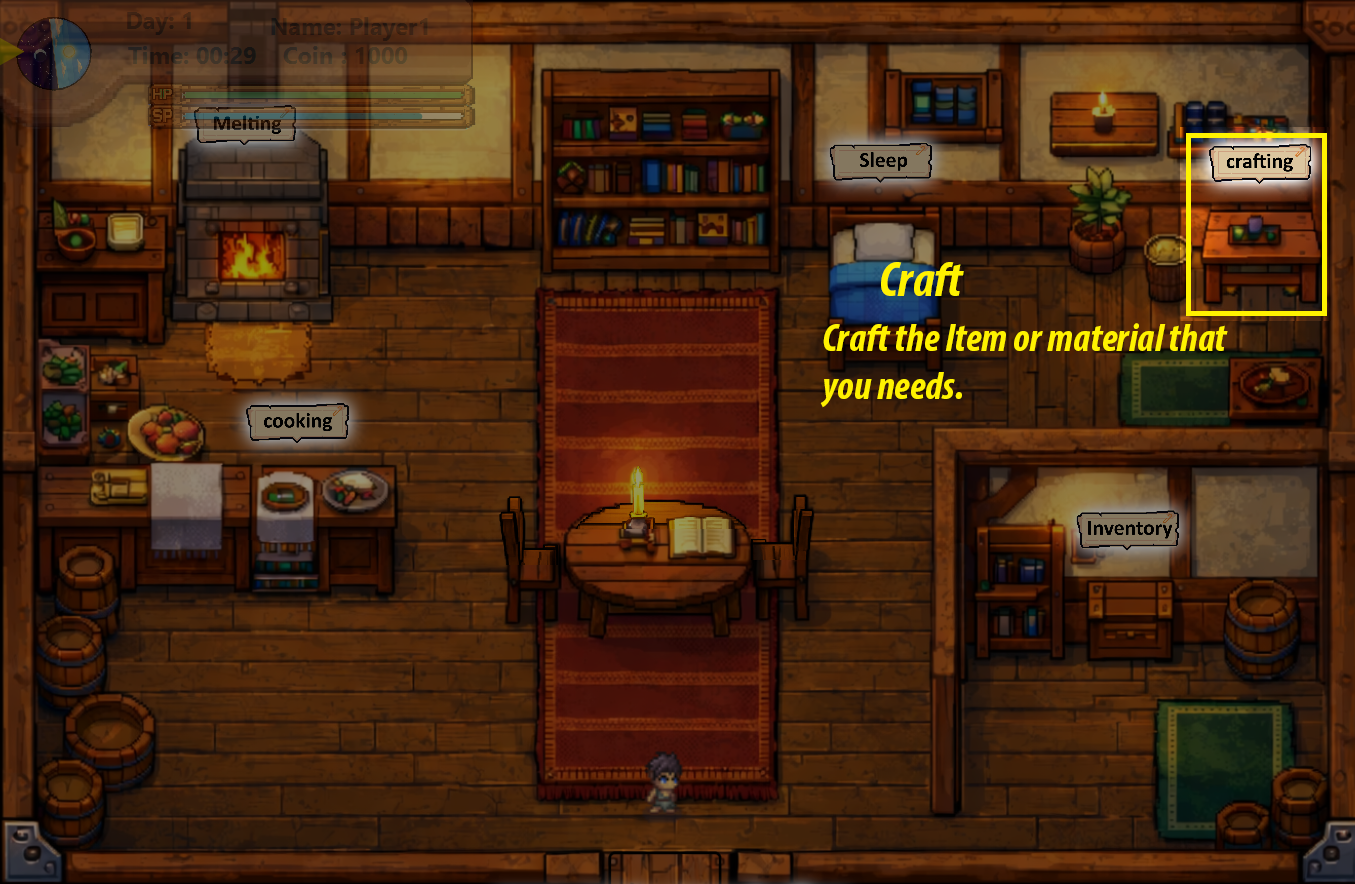 Day: 1
Name: Player1
Time: 00:29
Coin : 1000
HP
SP
Melting
Sleep
crafting
Craft
Craft the Item or material that
you needs.
cooking
Inventory